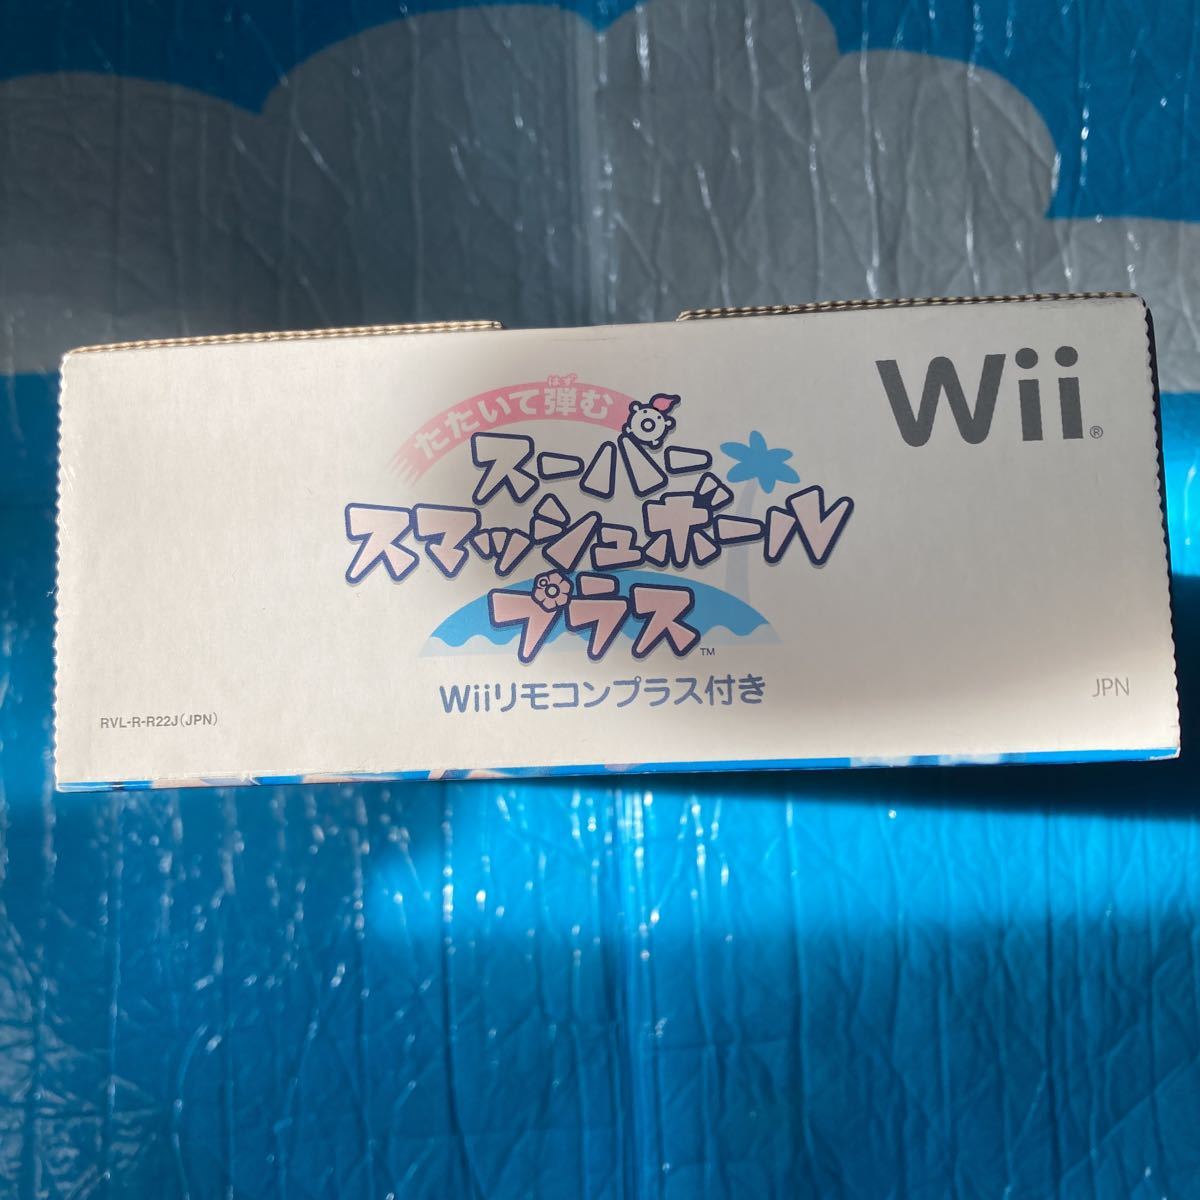 Wii®
はず
たたいて弾む
スーパー
スマッシュボール
プラス™
Wiiリモコンプラス付き
RVL-R-R22J(JPN)
JPN